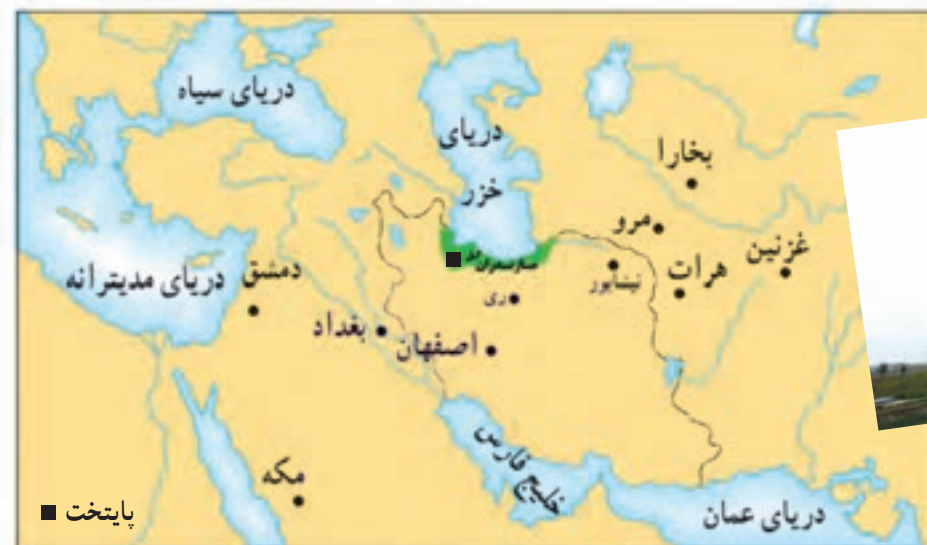 دریای سیاه
دریای
خزر
بخارا
مرو
غزنین
هرات
نیشابور
ری
دمشق
دریای مدیترانه
بغداد
اصفهان
خلیج فارس
مکه
دریای عمان
پایتخت